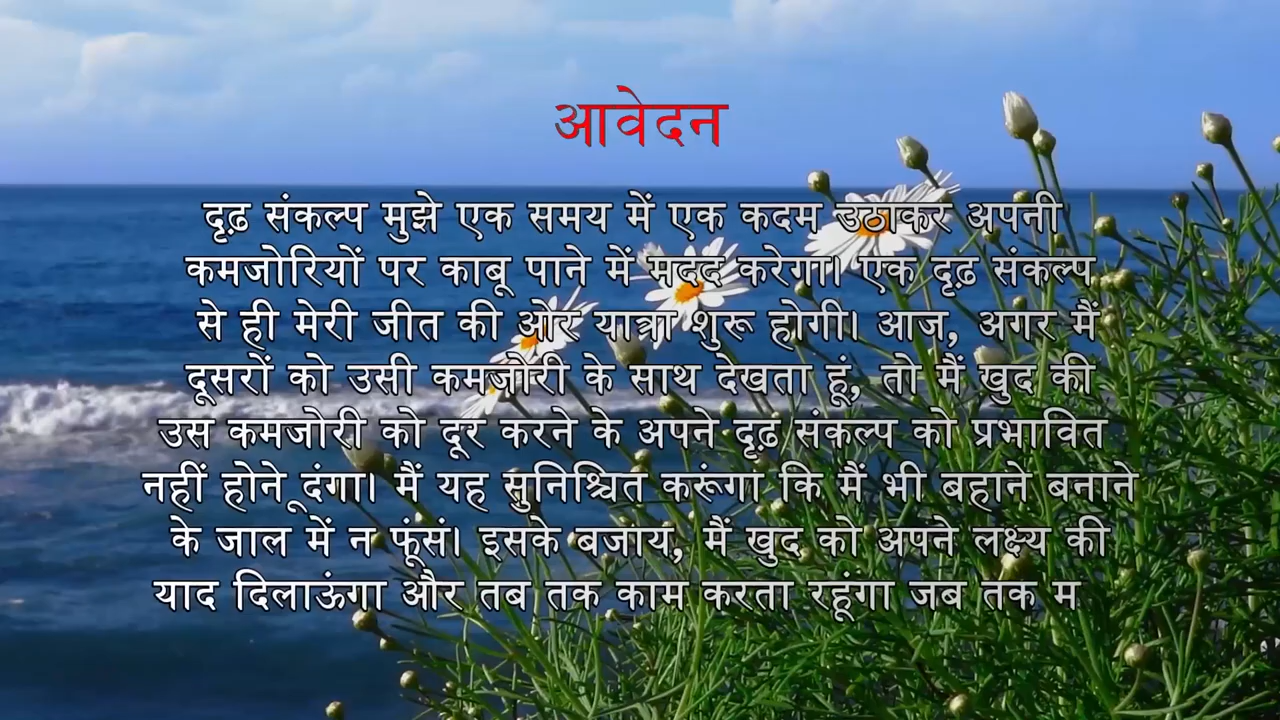 आवेदन
दृढ़ संकल्प मुझे एक समय में एक कदम उठाकर अपनी
कमजोरियों पर काबू पाने में मदद करेगा। एक दृढ़ संकल्प
से ही मेरी जीत की ओर यात्रा शुरू होगी। आज, अगर मैं
दूसरों को उसी कमजोरी के साथ देखता हूं, तो मैं खुद की
उस कमजोरी को दूर करने के अपने दृढ़ संकल्प को प्रभावित
नहीं होने दूंगा। मैं यह सुनिश्चित करूंगा कि मैं भी बहाने बनाने
के जाल में न फूंसं। इसके बजाय, मैं खुद को अपने लक्ष्य की
याद दिलाऊंगा और तब तक काम करता रहूंगा जब तक म